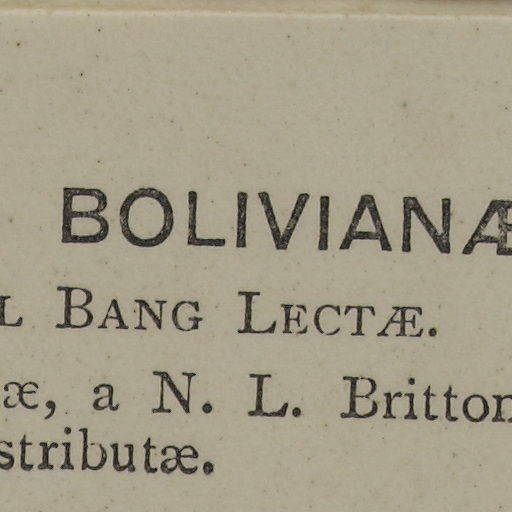 BOLIVIANÆ
L BANG LECTÆ.
æ, a N. L. Britton
stributæ.